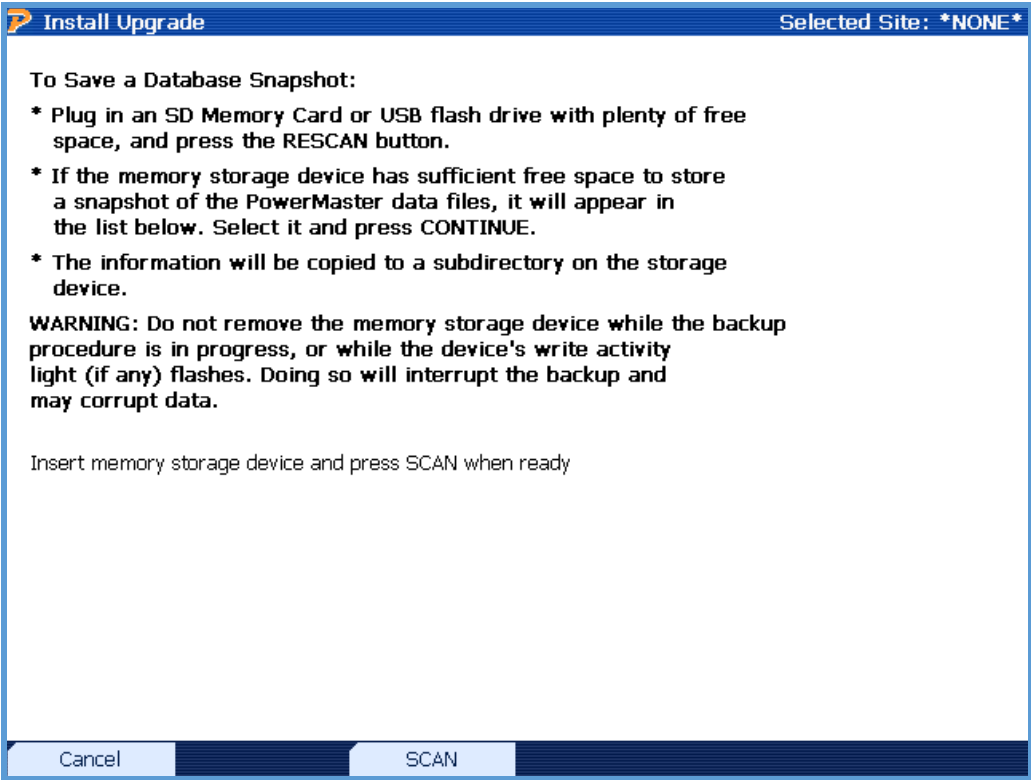 Install Upgrade
Selected Site: *NONE*
To Save a Database Snapshot:
* Plug in an SD Memory Card or USB flash drive with plenty of free
space, and press the RESCAN button.
* If the memory storage device has sufficient free space to store
a snapshot of the PowerMaster data files, it will appear in
the list below. Select it and press CONTINUE.
* The information will be copied to a subdirectory on the storage
device.
WARNING: Do not remove the memory storage device while the backup
procedure is in progress, or while the device's write activity
light (if any) flashes. Doing so will interrupt the backup and
may corrupt data.
Insert memory storage device and press SCAN when ready
Cancel
SCAN